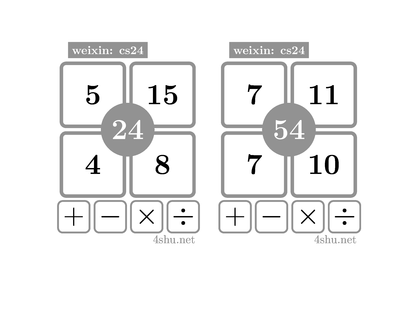 weixin: cs24
5 15
24
4 8
+ − × ÷
4shu.net
weixin: cs24
7 11
54
7 10
+ − × ÷
4shu.net